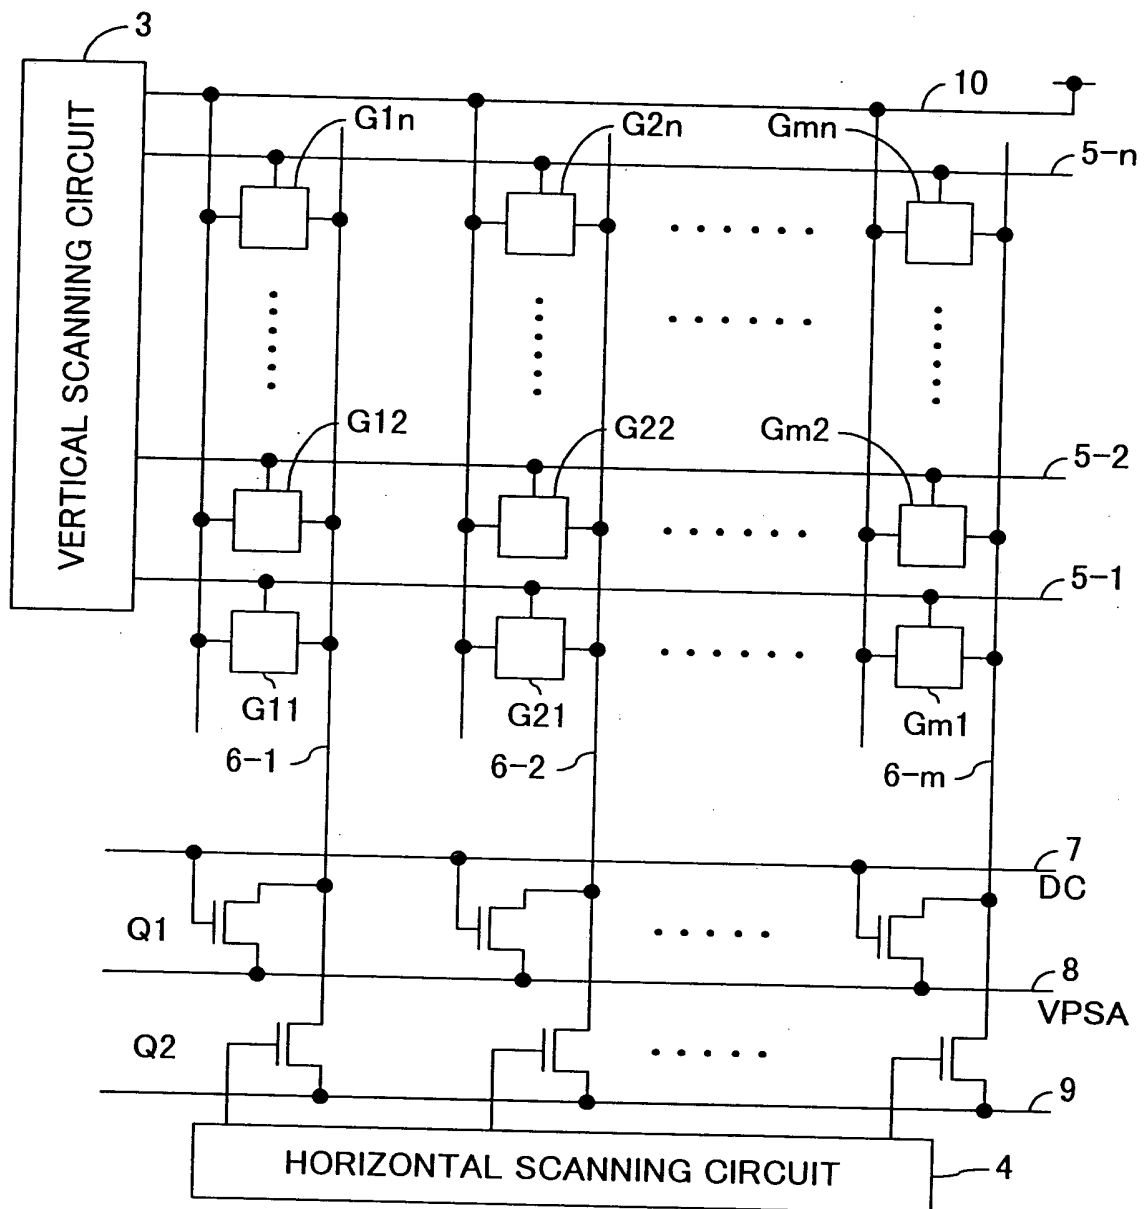 3
VERTICAL SCANNING CIRCUIT
10
G1n
G2n
Gmn
5-n
G12
G22
Gm2
5-2
5-1
G11
G21
Gm1
6-1
6-2
6-m
7
DC
Q1
8
VPSA
Q2
9
HORIZONTAL SCANNING CIRCUIT
4